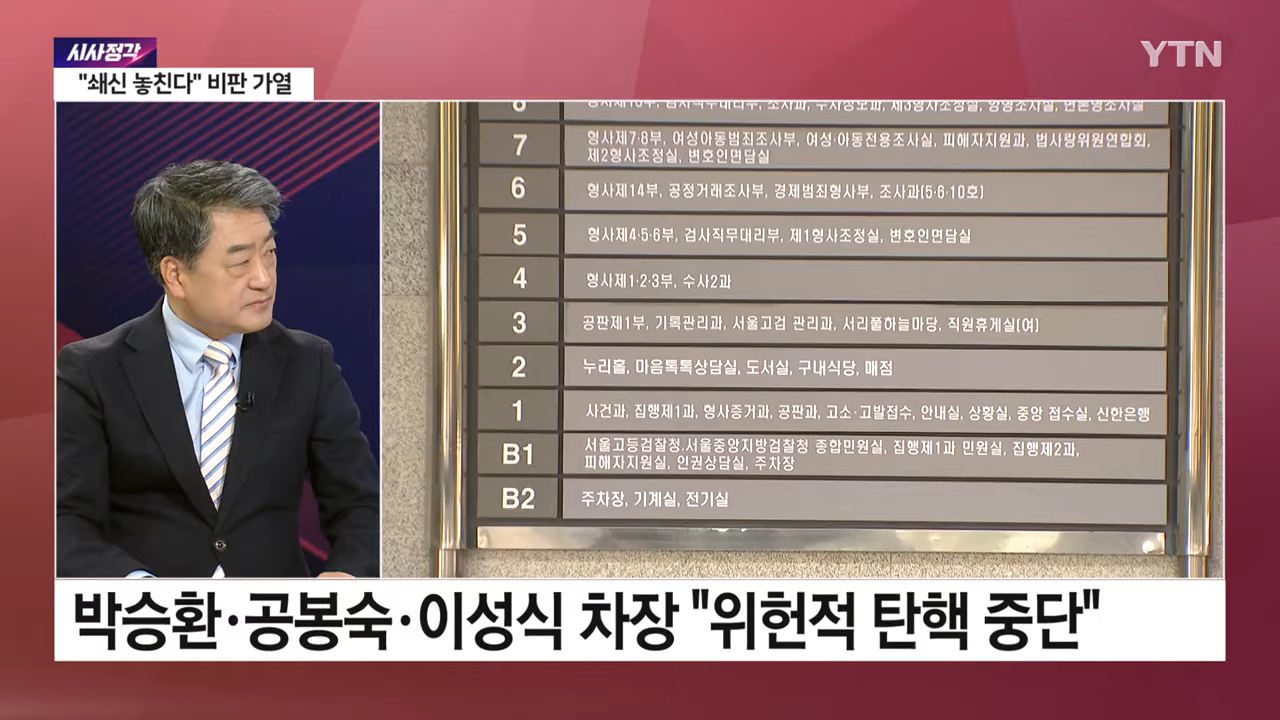 시사정각
YTN
"쇄신 놓친다" 비판 가열
7
형사제7·8부, 여성아동범죄조사부, 여성·아동전용조사실, 피해자지원과, 법사랑위원연합회,
제2형사조정실, 변호인면담실
6
형사제14부, 공정거래조사부, 경제범죄형사부, 조사과(5·6·10호)
5
형사제4·5·6부, 검사직무대리부, 제1형사조정실, 변호인면담실
4
형사제1·2·3부, 수사2과
3
공판제1부, 기록관리과, 서울고검 관리과, 서리풀하늘마당, 직원휴게실(여)
2
누리홀, 마음톡톡상담실, 도서실, 구내식당, 매점
1
사건과, 집행제1과, 형사증거과, 공판과, 고소·고발접수, 안내실, 상황실, 중앙 접수실, 신한은행
B1
서울고등검찰청.서울중앙지방검찰청 종합민원실, 집행제1과 민원실, 집행제2과,
피해자지원실, 인권상담실, 주차장
B2
주차장, 기계실, 전기실
박승환·공봉숙·이성식 차장 "위헌적 탄핵 중단"